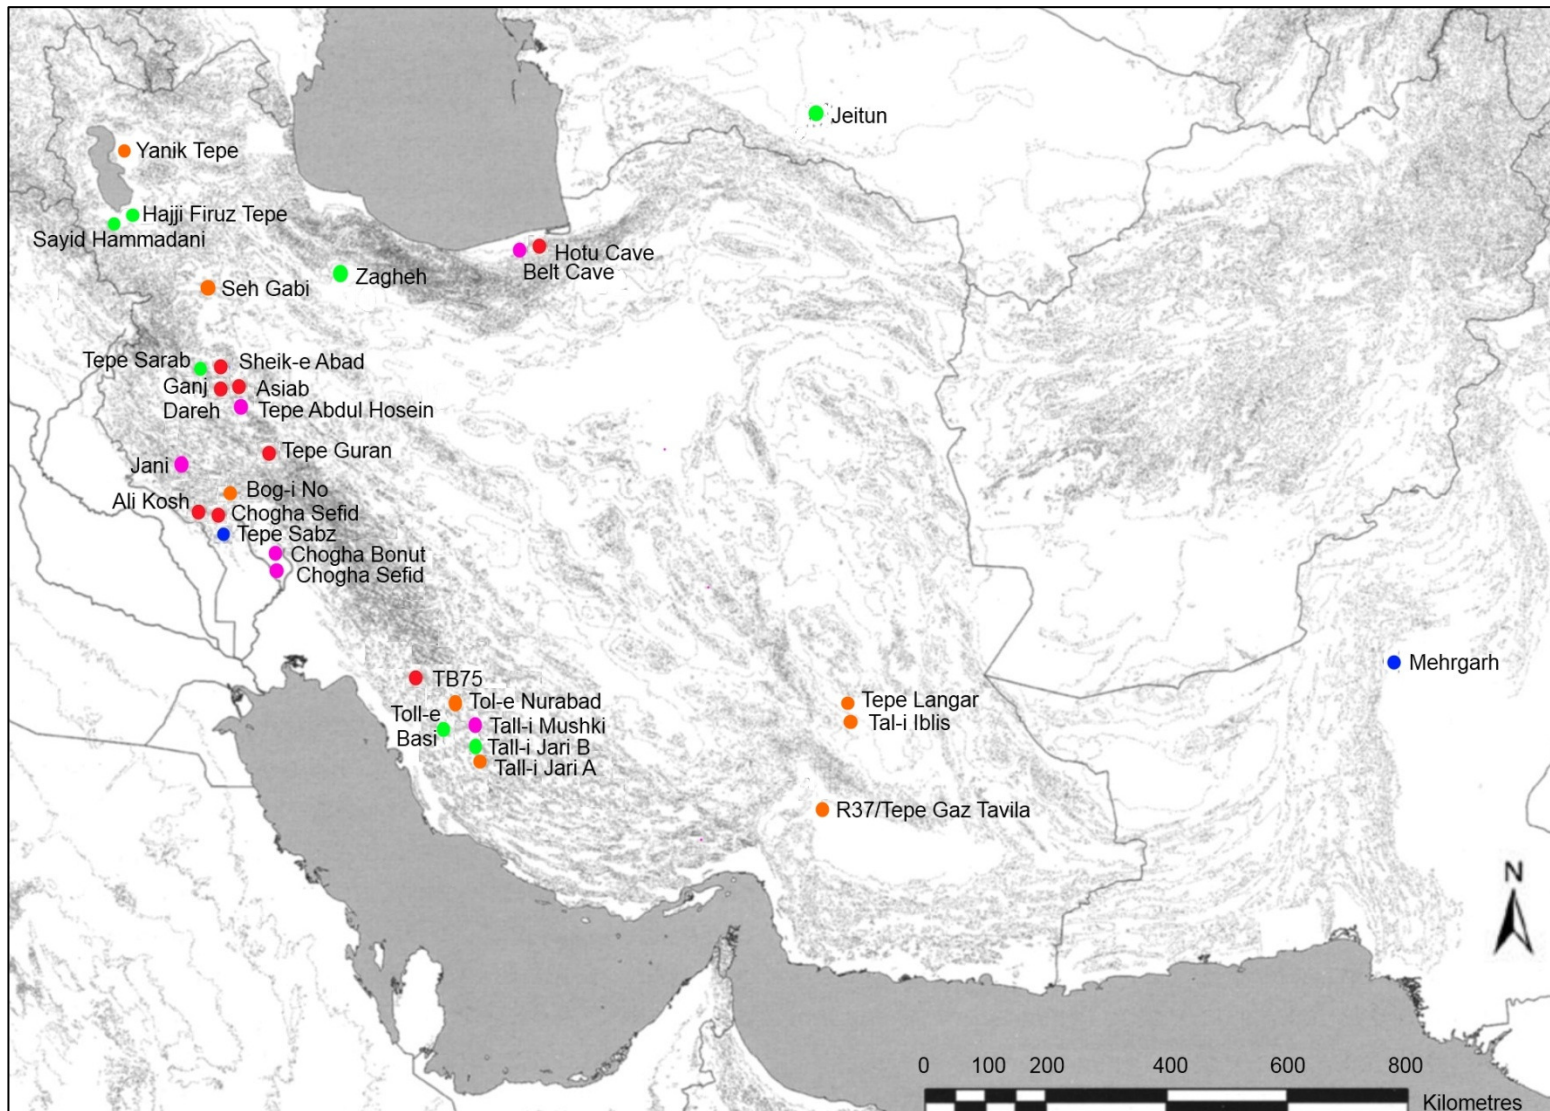 Jeitun
Yanik Tepe
Hajji Firuz Tepe
Sayid Hammadani
Hotu Cave
Belt Cave
Zagheh
Seh Gabi
Tepe Sarab
Sheik-e Abad
Ganj
Dareh
Asiab
Tepe Abdul Hosein
Tepe Guran
Jani
Bog-i No
Ali Kosh
Chogha Sefid
Tepe Sabz
Chogha Bonut
Chogha Sefid
Mehrgarh
TB75
Tol-e Nurabad
Toll-e
Basi
Tall-i Mushki
Tall-i Jari B
Tall-i Jari A
Tepe Langar
Tal-i Iblis
R37/Tepe Gaz Tavila
N
0 100 200 400 600 800
Kilometres